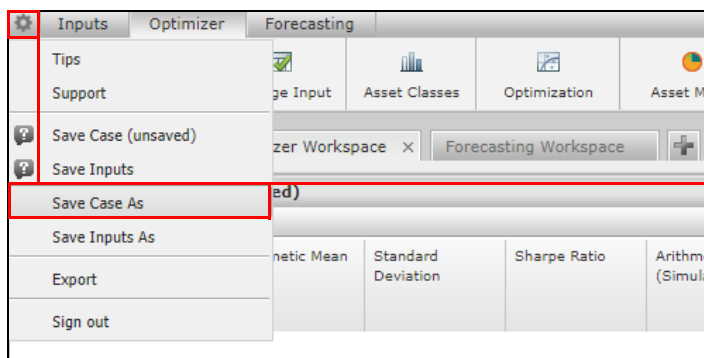 Inputs Optimizer Forecasting
Tips
Support
Save Case (unsaved)
Save Inputs
Save Case As
Save Inputs As
Export
Sign out
ge Input Asset Classes Optimization Asset M
zer Workspace × Forecasting Workspace
ed)
netic Mean Standard Deviation Sharpe Ratio Arithm
(Simul